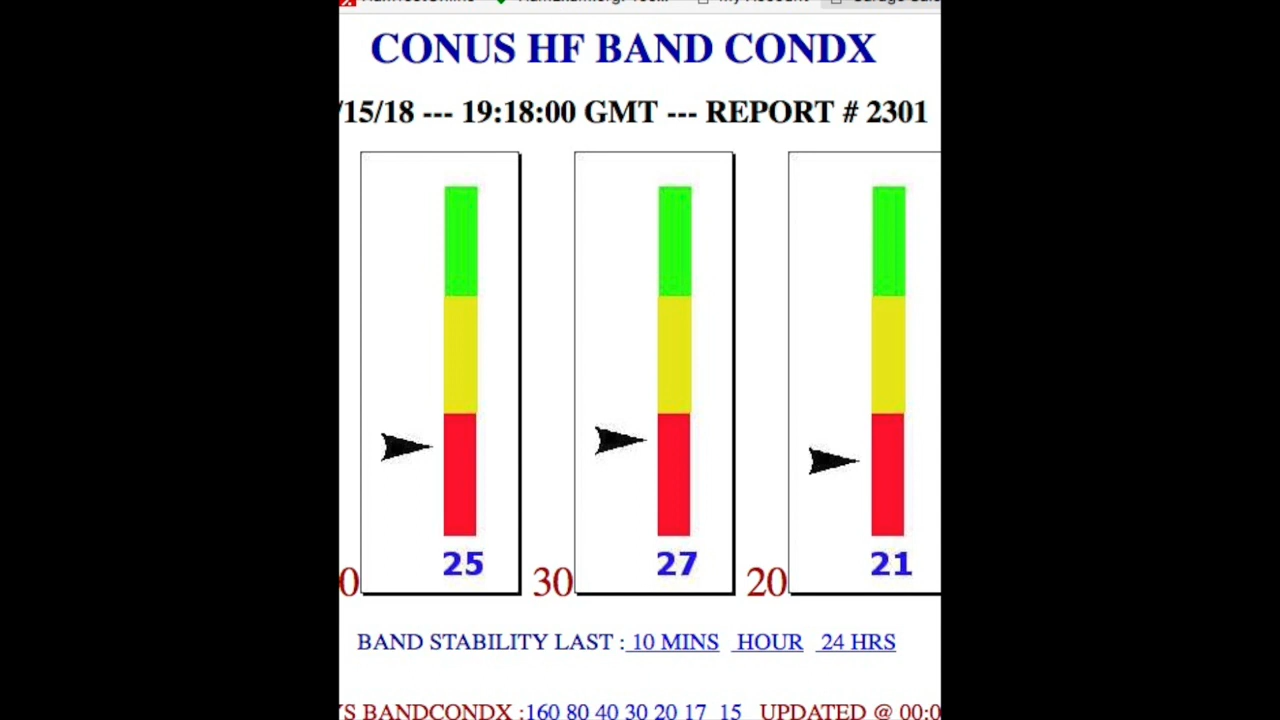 CONUS HF BAND CONDX
/15/18 --- 19:18:00 GMT --- REPORT # 2301
25 27 21
0 30 20
BAND STABILITY LAST : 10 MINS HOUR 24 HRS
S BANDCONDX :160 80 40 30 20 17 15 UPDATED @ 00:0